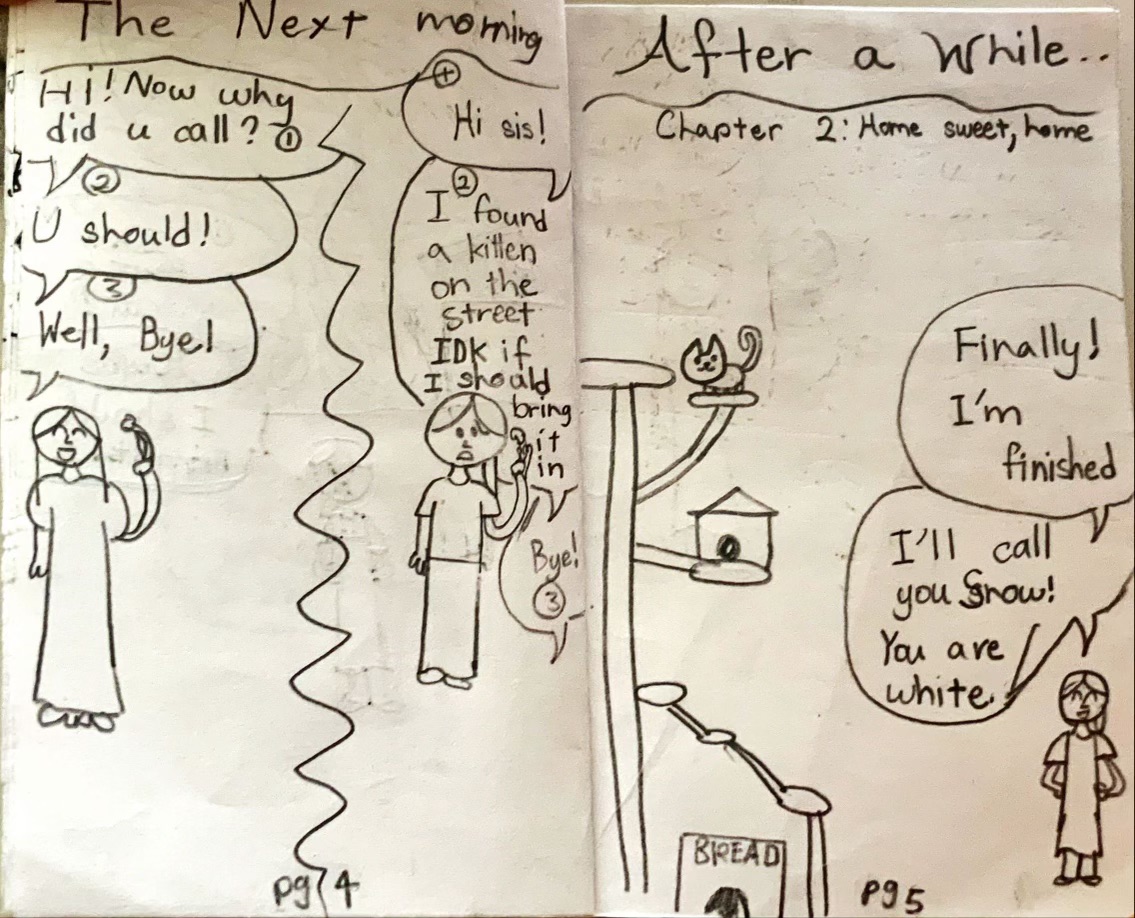 The Next morning
Hi! Now why
did u call? ①
②
U should!
③
Well, Bye!
+
Hi sis!
②
I found
a kitten
on the
street
IDK if
I should
bring
it
in
Bye!
③
pg 4
After a While..
Chapter 2: Home sweet, home
Finally!
I'm
finished
I'll call
you Snow!
You are
white.
BREAD
pg 5